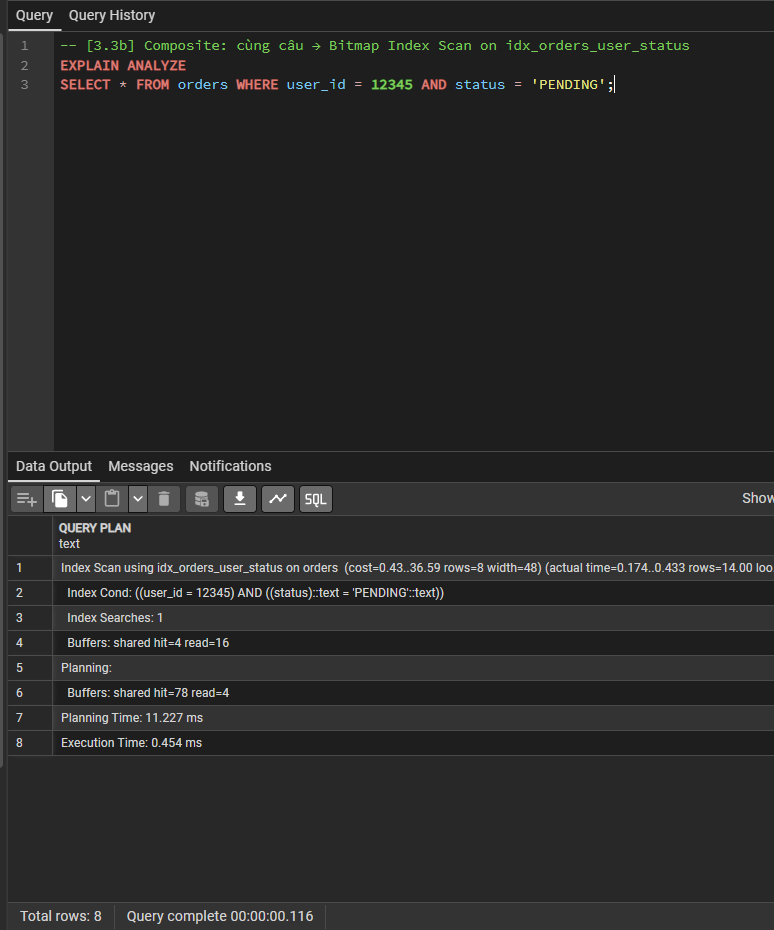 Query Query History
1 -- [3.3b] Composite: cùng câu → Bitmap Index Scan on idx_orders_user_status
2 EXPLAIN ANALYZE
3 SELECT * FROM orders WHERE user_id = 12345 AND status = 'PENDING';
Data Output Messages Notifications
SQL Show
QUERY PLAN
text
1 Index Scan using idx_orders_user_status on orders (cost=0.43..36.59 rows=8 width=48) (actual time=0.174..0.433 rows=14.00 loo
2 Index Cond: ((user_id = 12345) AND ((status)::text = 'PENDING'::text))
3 Index Searches: 1
4 Buffers: shared hit=4 read=16
5 Planning:
6 Buffers: shared hit=78 read=4
7 Planning Time: 11.227 ms
8 Execution Time: 0.454 ms
Total rows: 8 Query complete 00:00:00.116